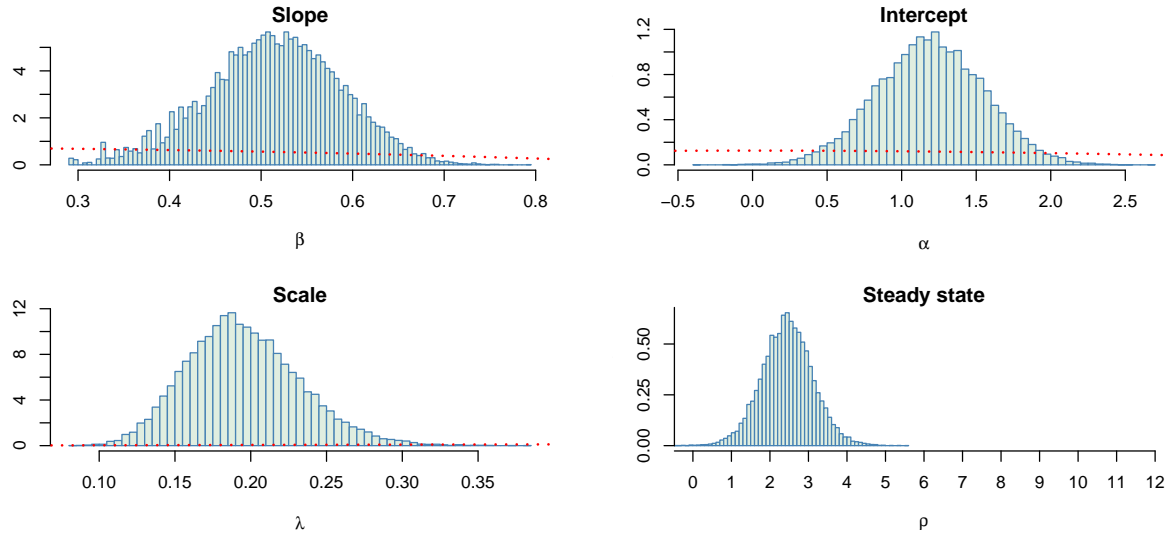 Slope
0 2 4
0.3 0.4 0.5 0.6 0.7 0.8
β
Intercept
0.0 0.4 0.8 1.2
−0.5 0.0 0.5 1.0 1.5 2.0 2.5
α
Scale
0 4 8 12
0.10 0.15 0.20 0.25 0.30 0.35
λ
Steady state
0.00 0.25 0.50
0 1 2 3 4 5 6 7 8 9 10 11 12
ρ